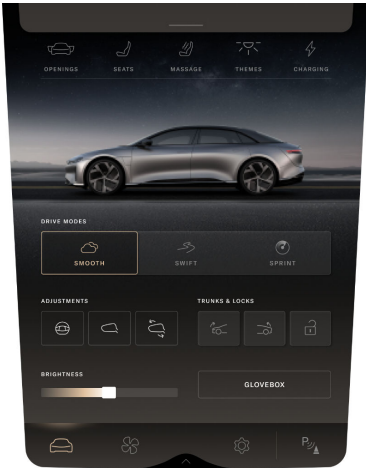 OPENINGS SEATS MASSAGE THEMES CHARGING
DRIVE MODES
SMOOTH SWIFT SPRINT
ADJUSTMENTS TRUNKS & LOCKS
BRIGHTNESS
GLOVEBOX
P